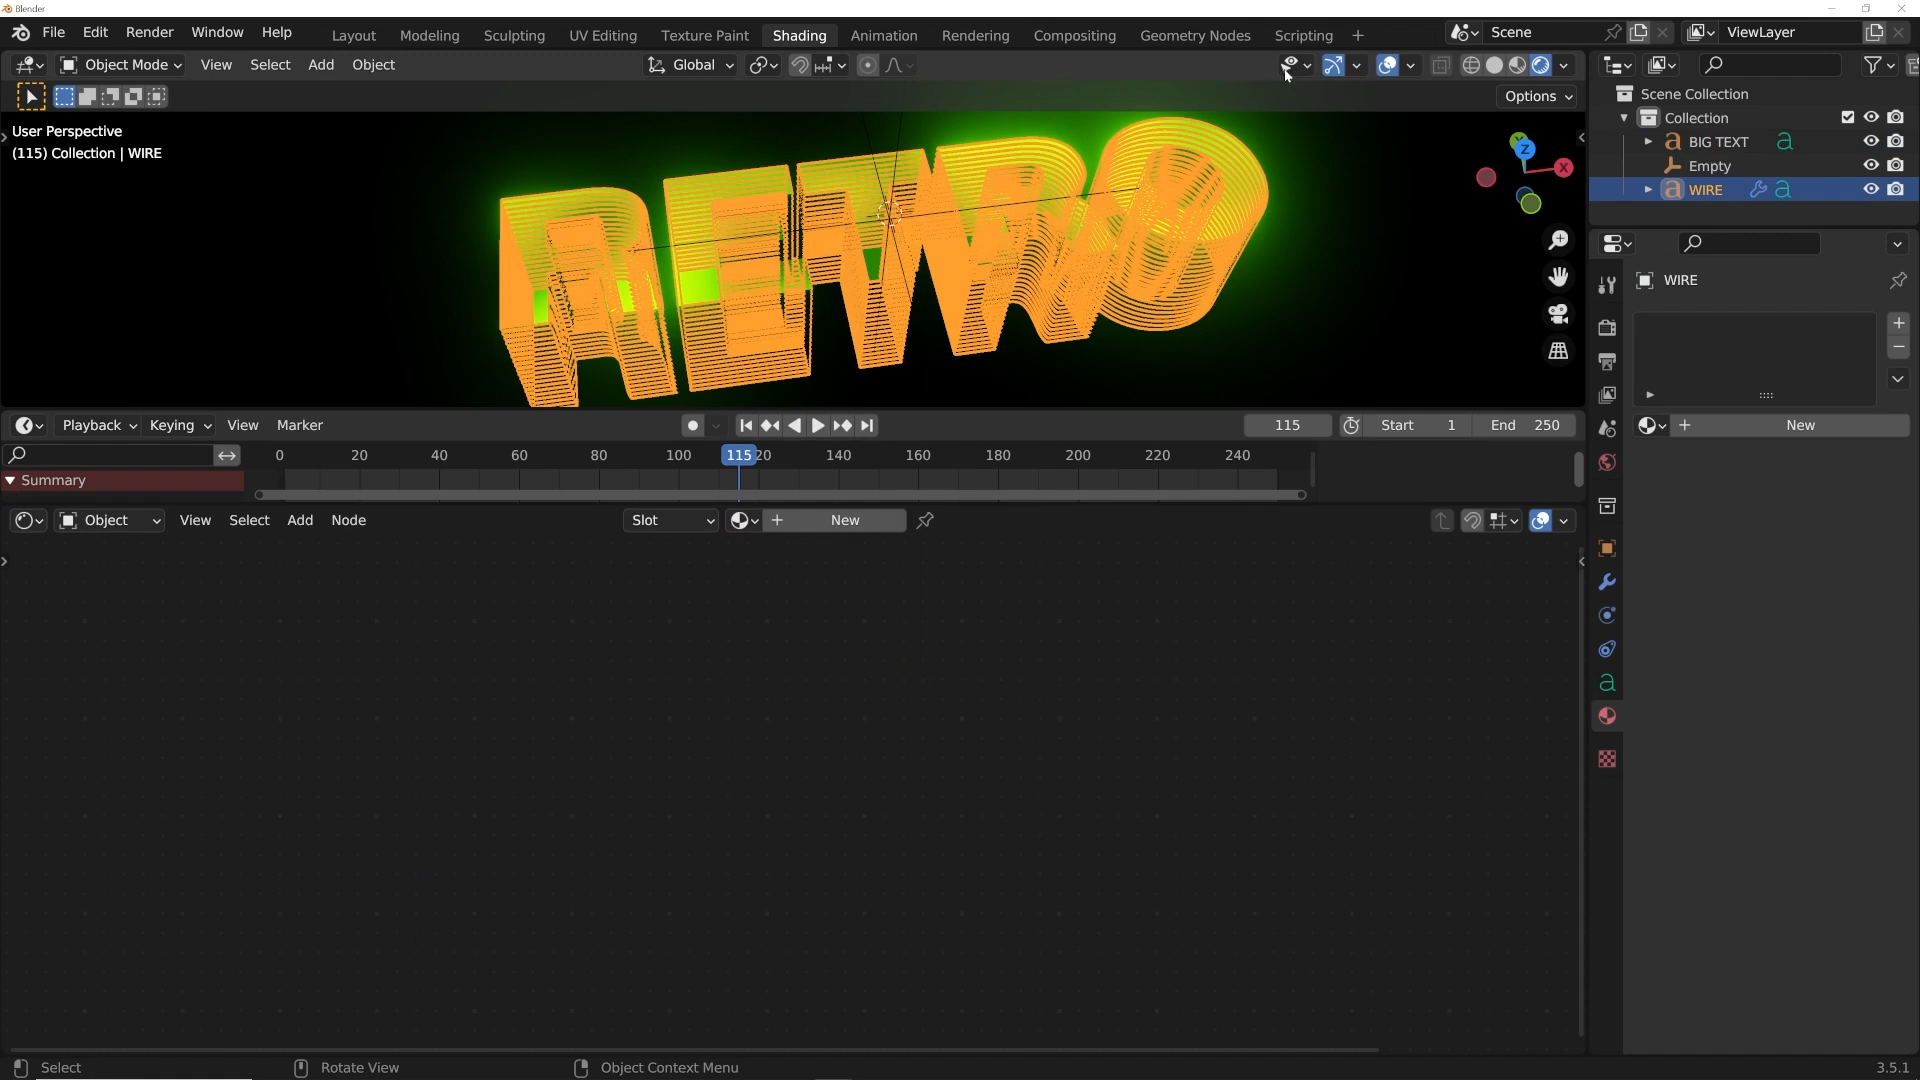 Blender
File Edit Render Window Help Layout Modeling Sculpting UV Editing Texture Paint Shading Animation Rendering Compositing Geometry Nodes Scripting + Scene ViewLayer
Object Mode View Select Add Object Global
Options
User Perspective
(115) Collection | WIRE
Z
X
Scene Collection
Collection
BIG TEXT
Empty
WIRE
WIRE
New
Playback Keying View Marker 115 Start 1 End 250
0 20 40 60 80 100 115 20 140 160 180 200 220 240
Summary
Object View Select Add Node Slot New
Select Rotate View Object Context Menu 3.5.1